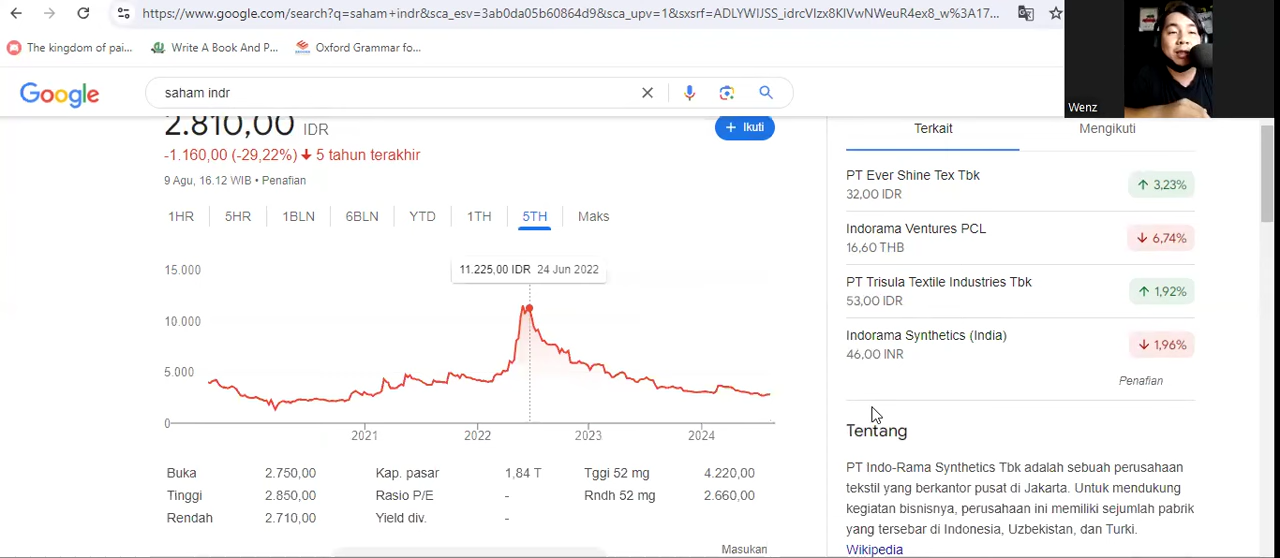 https://www.google.com/search?q=saham+indr&sca_esv=3ab0da05b60864d9&sca_upv=1&sxsrf=ADLYWIJSS_idrcVIzx8KIVwNWeuR4ex8_w%3A17...
The kingdom of pai...
Write A Book And P...
Oxford Grammar fo...
Wenz
Google
saham indr
2.810,00 IDR
+ Ikuti
-1.160,00 (-29,22%) ↓ 5 tahun terakhir
9 Agu, 16.12 WIB • Penafian
1HR 5HR 1BLN 6BLN YTD 1TH 5TH Maks
11.225,00 IDR 24 Jun 2022
15.000
10.000
5.000
0
2021 2022 2023 2024
Buka 2.750,00 Kap. pasar 1,84 T Tggi 52 mg 4.220,00
Tinggi 2.850,00 Rasio P/E - Rndh 52 mg 2.660,00
Rendah 2.710,00 Yield div. -
Masukan
Terkait Mengikuti
PT Ever Shine Tex Tbk
32,00 IDR
↑ 3,23%
Indorama Ventures PCL
16,60 THB
↓ 6,74%
PT Trisula Textile Industries Tbk
53,00 IDR
↑ 1,92%
Indorama Synthetics (India)
46,00 INR
↓ 1,96%
Penafian
Tentang
PT Indo-Rama Synthetics Tbk adalah sebuah perusahaan
tekstil yang berkantor pusat di Jakarta. Untuk mendukung
kegiatan bisnisnya, perusahaan ini memiliki sejumlah pabrik
yang tersebar di Indonesia, Uzbekistan, dan Turki.
Wikipedia